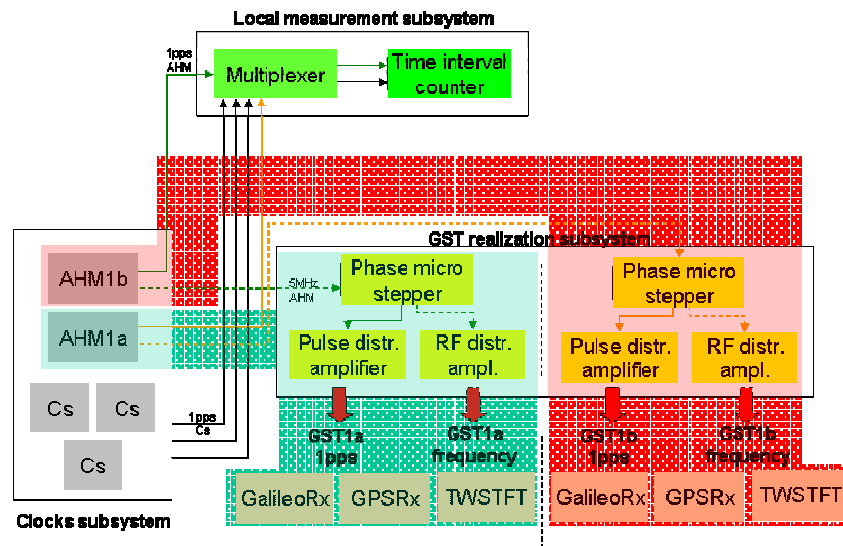 Local measurement subsystem
1pps
AHM
Multiplexer
Time interval
counter
GST realization subsystem
AHM1b
AHM1a
5MHz
AHM
Phase micro
stepper
Phase micro
stepper
Pulse distr.
amplifier
RF distr.
ampl.
Pulse distr.
amplifier
RF distr.
ampl.
Cs
Cs
Cs
1pps
Cs
GST1a
1pps
GST1a
frequency
GST1b
1pps
GST1b
frequency
GalileoRx
GPSRx
TWSTFT
GalileoRx
GPSRx
TWSTFT
Clocks subsystem